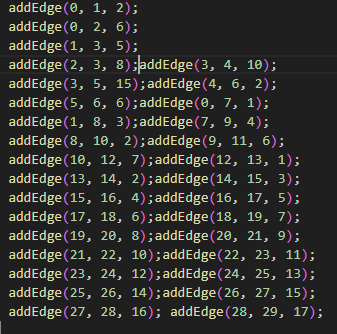 addEdge(0, 1, 2);
addEdge(0, 2, 6);
addEdge(1, 3, 5);
addEdge(2, 3, 8);addEdge(3, 4, 10);
addEdge(3, 5, 15);addEdge(4, 6, 2);
addEdge(5, 6, 6);addEdge(0, 7, 1);
addEdge(1, 8, 3);addEdge(7, 9, 4);
addEdge(8, 10, 2);addEdge(9, 11, 6);
addEdge(10, 12, 7);addEdge(12, 13, 1);
addEdge(13, 14, 2);addEdge(14, 15, 3);
addEdge(15, 16, 4);addEdge(16, 17, 5);
addEdge(17, 18, 6);addEdge(18, 19, 7);
addEdge(19, 20, 8);addEdge(20, 21, 9);
addEdge(21, 22, 10);addEdge(22, 23, 11);
addEdge(23, 24, 12);addEdge(24, 25, 13);
addEdge(25, 26, 14);addEdge(26, 27, 15);
addEdge(27, 28, 16); addEdge(28, 29, 17);